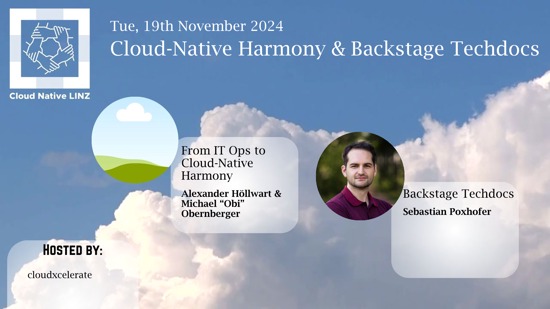 Tue, 19th November 2024
Cloud-Native Harmony & Backstage Techdocs
Cloud Native LINZ
From IT Ops to
Cloud-Native
Harmony
Alexander Höllwart &
Michael “Obi”
Obernberger
Backstage Techdocs
Sebastian Poxhofer
HOSTED BY:
cloudxcelerate